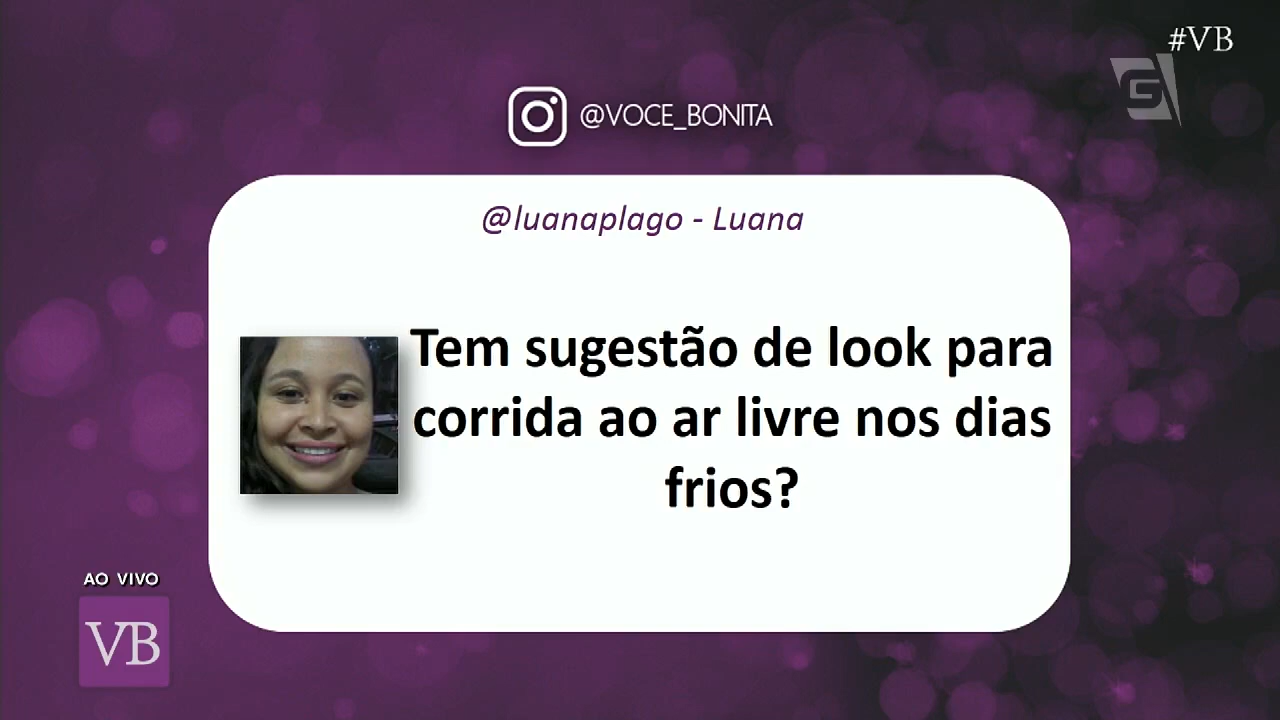 #VB
@VOCE_BONITA
@luanaplago - Luana
Tem sugestão de look para
corrida ao ar livre nos dias
frios?
AO VIVO
VB